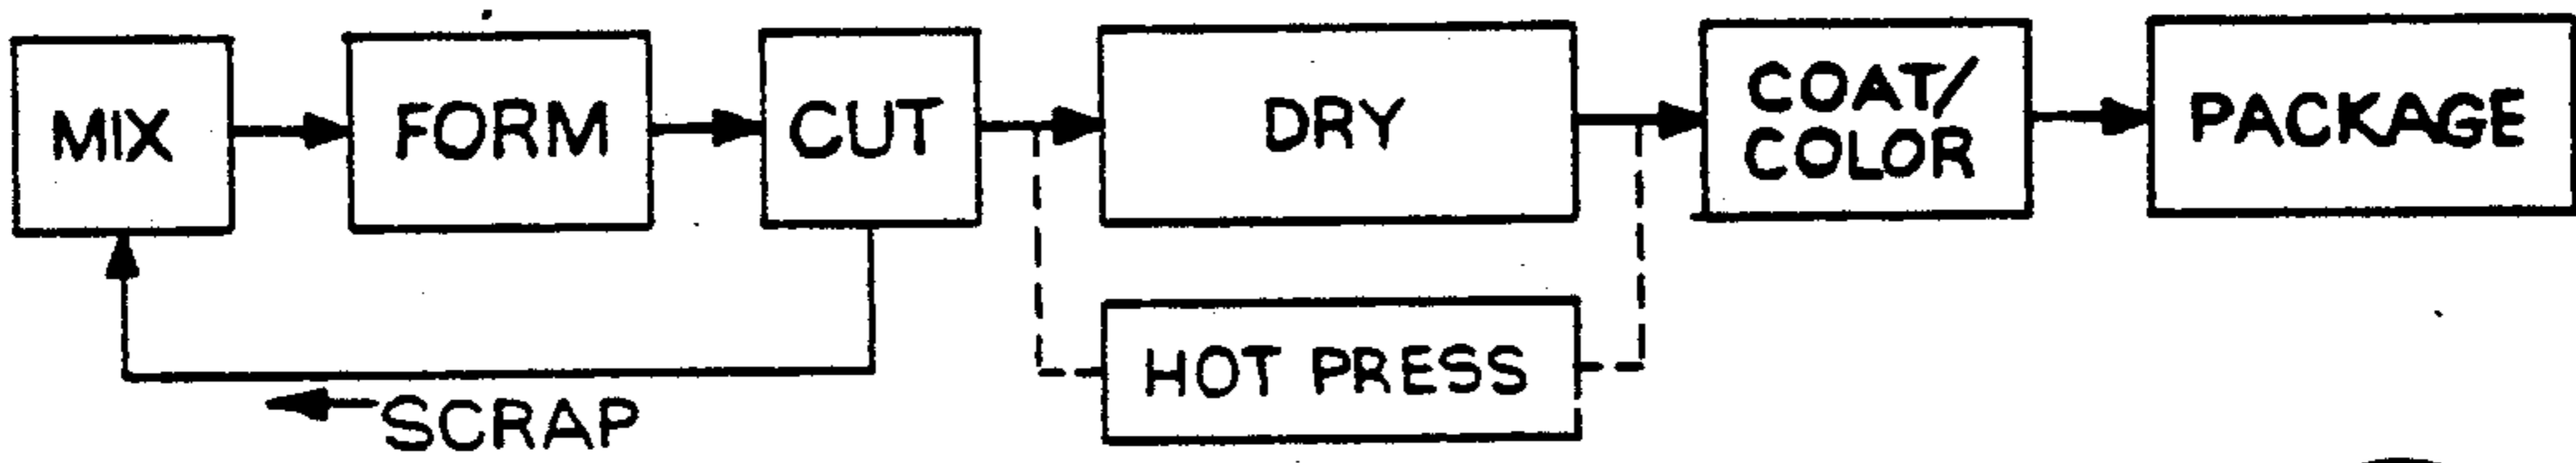 MIX
FORM
CUT
DRY
COAT/
COLOR
PACKAGE
HOT PRESS
SCRAP